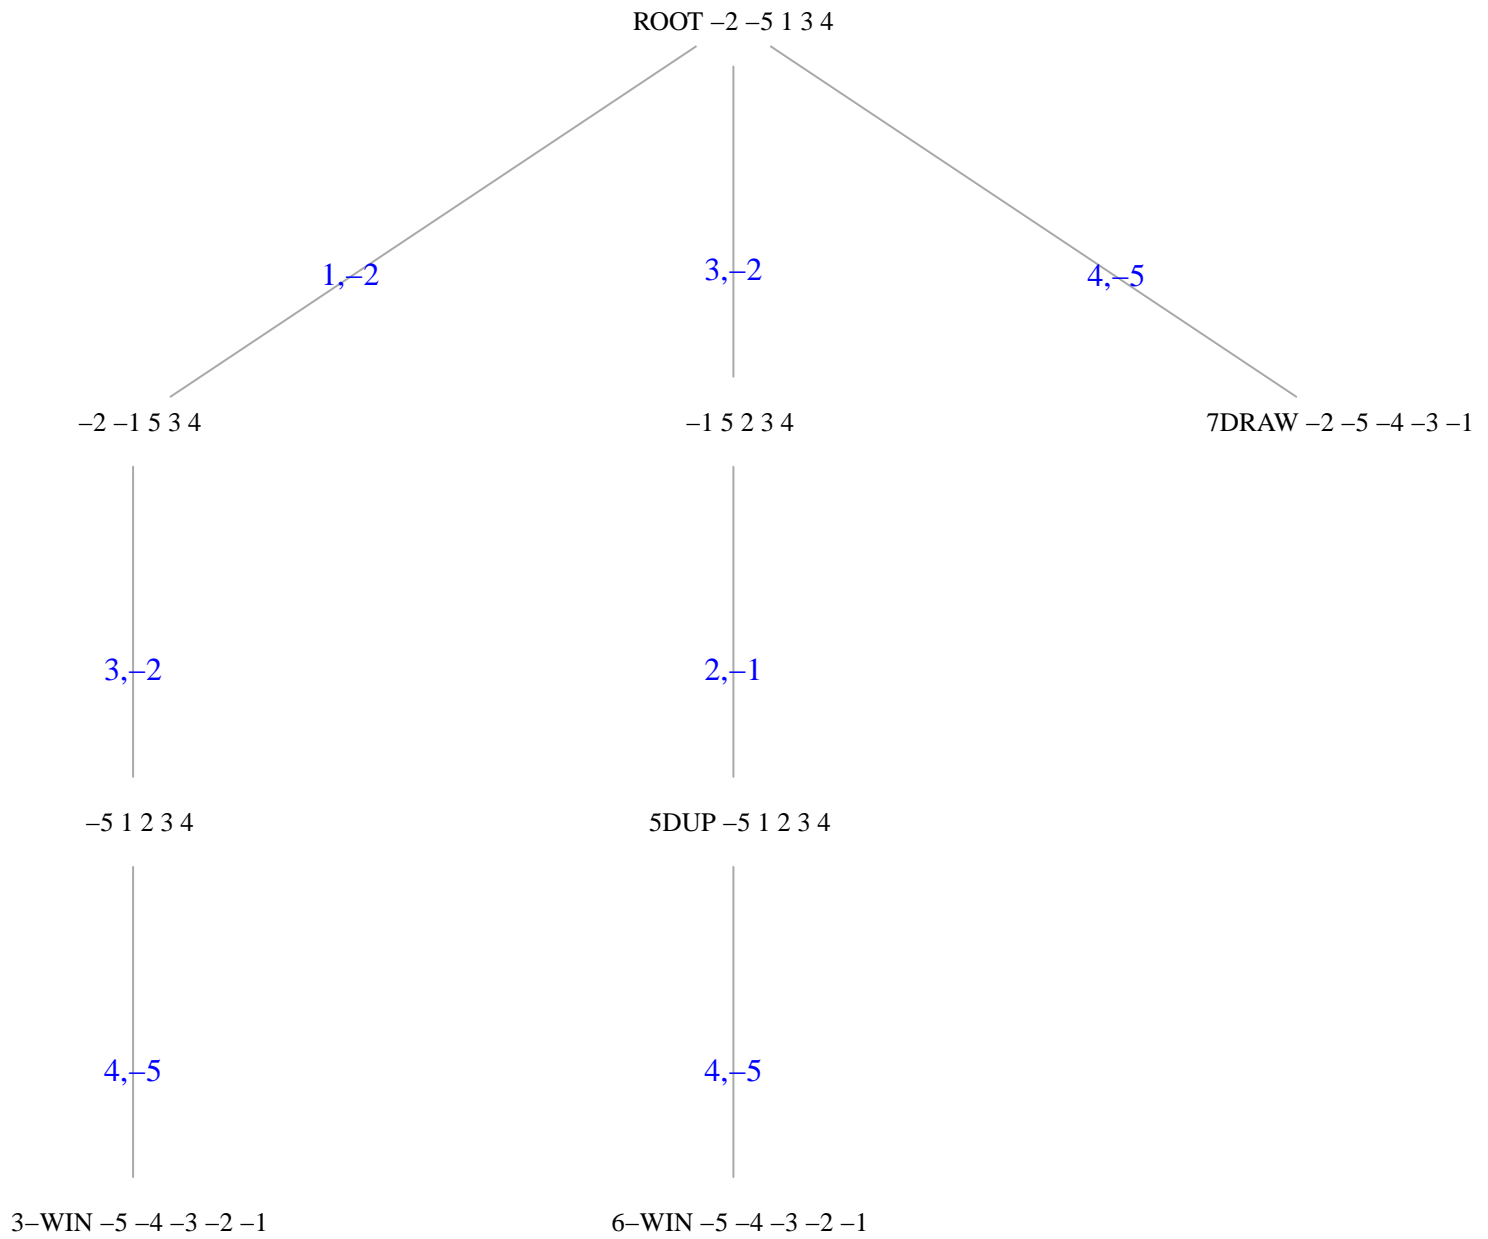 ROOT –2 –5 1 3 4
1,–2
3,–2
4,–5
–2 –1 5 3 4
–1 5 2 3 4
7DRAW –2 –5 –4 –3 –1
3,–2
2,–1
–5 1 2 3 4
5DUP –5 1 2 3 4
4,–5
4,–5
3–WIN –5 –4 –3 –2 –1
6–WIN –5 –4 –3 –2 –1